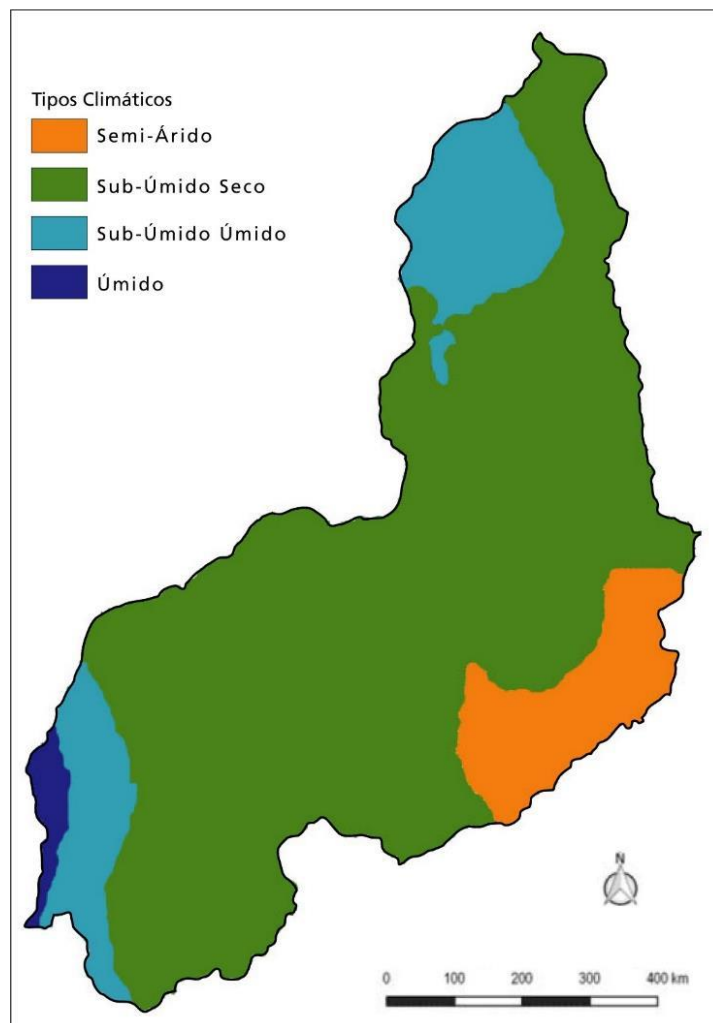 Tipos Climáticos
Semi-Árido
Sub-Úmido Seco
Sub-Úmido Úmido
Úmido
N
0 100 200 300 400 km